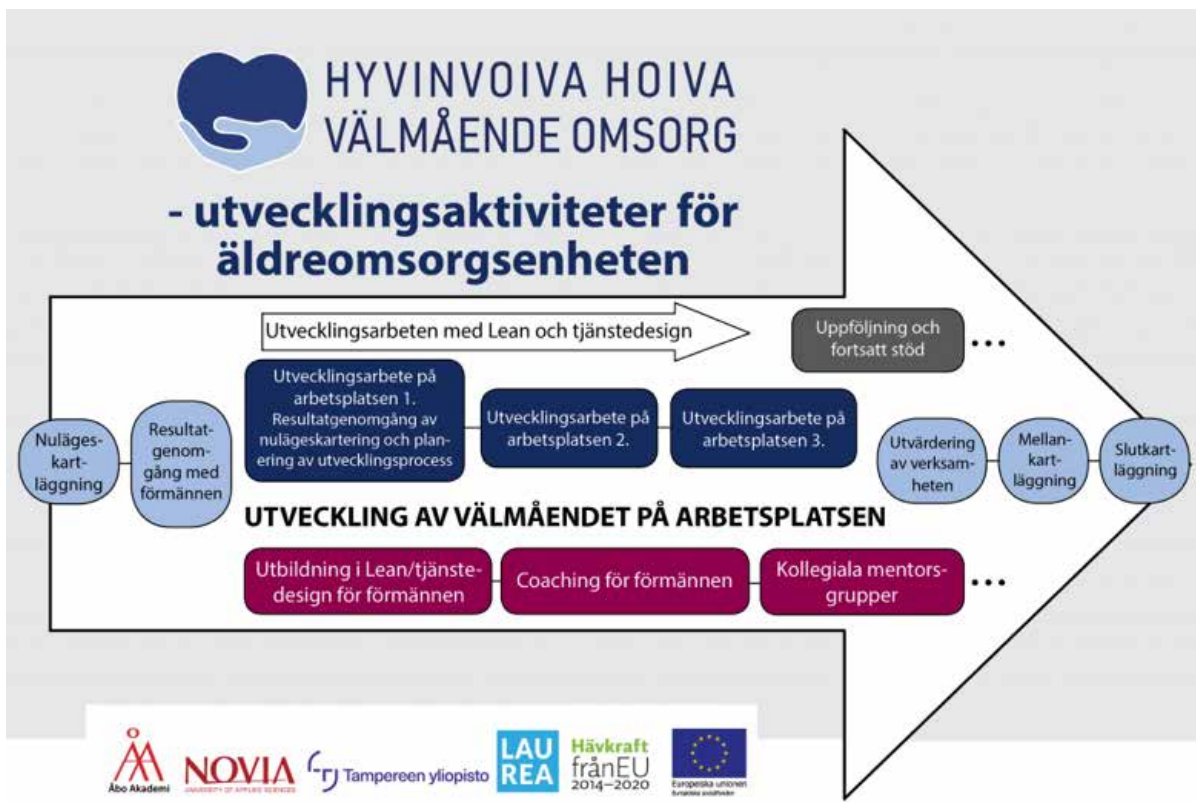 HYVINVOIVA HOIVA
VÄLMÅENDE OMSORG
- utvecklingsaktiviteter för
äldreomsorgsenheten
Utvecklingsarbeten med Lean och tjänstedesign
Uppföljning och
fortsatt stöd
...
Nuläges-
kart-
läggning
Resultat-
genom-
gång med
förmännen
Utvecklingsarbete på
arbetsplatsen 1.
Resultatgenomgång av
nulägeskartering och plan-
ering av utvecklingsprocess
Utvecklingsarbete på
arbetsplatsen 2.
Utvecklingsarbete på
arbetsplatsen 3.
Utvärdering
av verksam-
heten
Mellan-
kart-
läggning
Slutkart-
läggning
UTVECKLING AV VÄLMÅENDET PÅ ARBETSPLATSEN
Utbildning i Lean/tjänste-
design för förmännen
Coaching för förmännen
Kollegiala mentors-
grupper
...
Åbo Akademi
NOVIA
UNIVERSITY OF APPLIED SCIENCES
Tampereen yliopisto
LAU
REA
Hävkraft
från EU
2014–2020
Europeiska unionen
Europeiska socialfonden